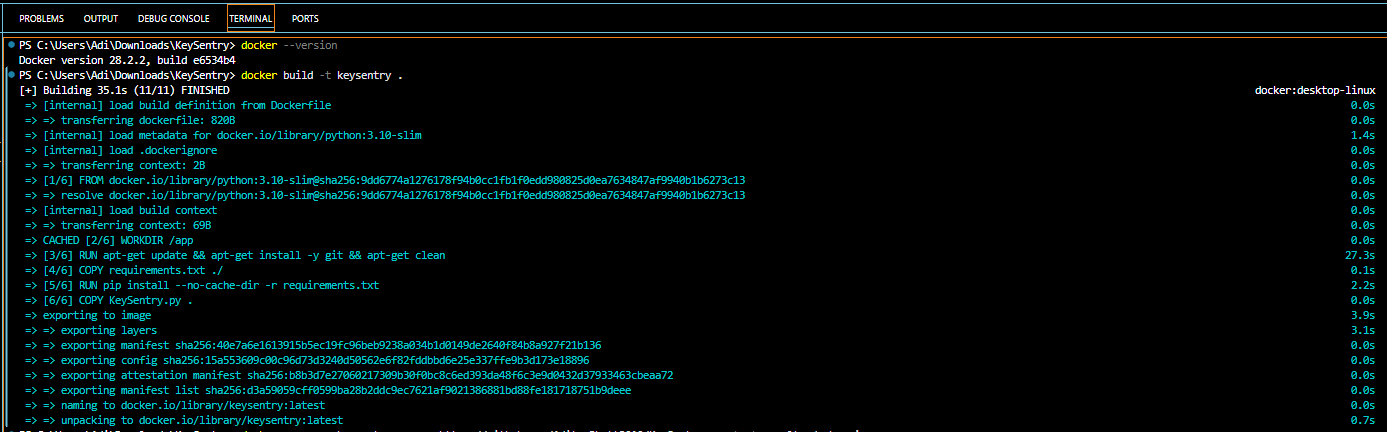 PROBLEMS OUTPUT DEBUG CONSOLE TERMINAL PORTS
PS C:\Users\Adi\Downloads\KeySentry> docker --version
Docker version 28.2.2, build e6534b4
PS C:\Users\Adi\Downloads\KeySentry> docker build -t keysentry .
[+] Building 35.1s (11/11) FINISHED docker:desktop-linux
=> [internal] load build definition from Dockerfile 0.0s
=> => transferring dockerfile: 820B 0.0s
=> [internal] load metadata for docker.io/library/python:3.10-slim 1.4s
=> [internal] load .dockerignore 0.0s
=> => transferring context: 2B 0.0s
=> [1/6] FROM docker.io/library/python:3.10-slim@sha256:9dd6774a1276178f94b0cc1fb1f0edd980825d0ea7634847af9940b1b6273c13 0.0s
=> => resolve docker.io/library/python:3.10-slim@sha256:9dd6774a1276178f94b0cc1fb1f0edd980825d0ea7634847af9940b1b6273c13 0.0s
=> [internal] load build context 0.0s
=> => transferring context: 69B 0.0s
=> CACHED [2/6] WORKDIR /app 0.0s
=> [3/6] RUN apt-get update && apt-get install -y git && apt-get clean 27.3s
=> [4/6] COPY requirements.txt ./ 0.1s
=> [5/6] RUN pip install --no-cache-dir -r requirements.txt 2.2s
=> [6/6] COPY KeySentry.py . 0.0s
=> exporting to image 3.9s
=> => exporting layers 3.1s
=> => exporting manifest sha256:40e7a6e1613915b5ec19fc96beb9238a034b1d0149de2640f84b8a927f21b136 0.0s
=> => exporting config sha256:15a553609c00c96d73d3240d50562e6f82fddbbd6e25e337ffe9b3d173e18896 0.0s
=> => exporting attestation manifest sha256:b8b3d7e27060217309b30f0bc8c6ed393da48f6c3e9d0432d37933463cbeaa72 0.0s
=> => exporting manifest list sha256:d3a59059cff0599ba28b2ddc9ec7621af9021386881bd88fe181718751b9deee 0.0s
=> => naming to docker.io/library/keysentry:latest 0.0s
=> => unpacking to docker.io/library/keysentry:latest 0.7s